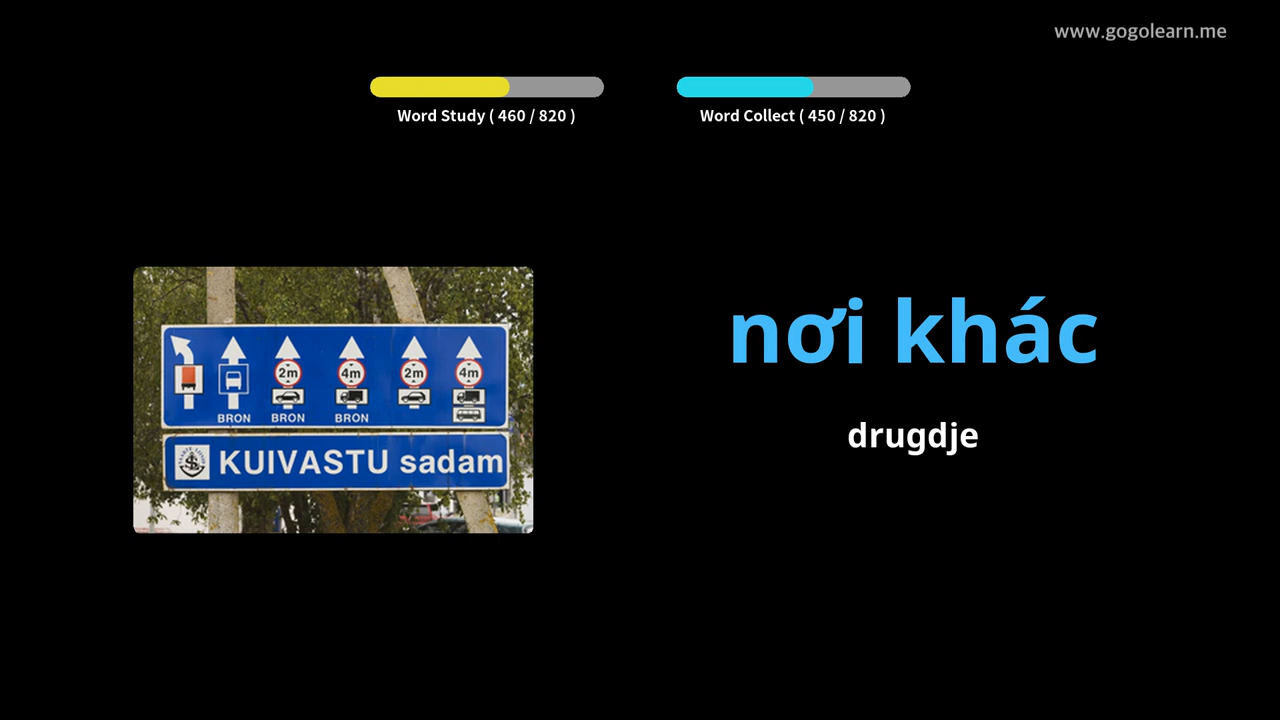 www.gogolearn.me
Word Study ( 460 / 820 )
Word Collect ( 450 / 820 )
2m 4m 2m 4m
BRON BRON BRON
KUIVASTU sadam
nơi khác
drugdje